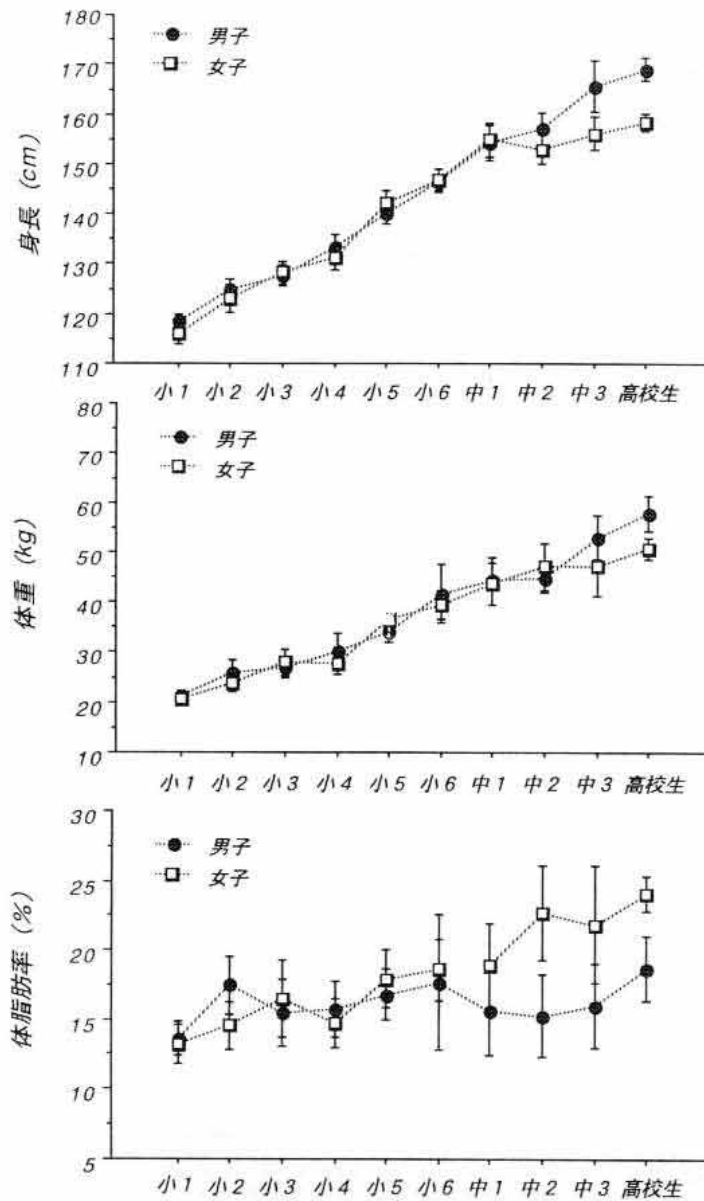 180
170
160
150
140
130
120
110
身長 (cm)
男子
女子
小1 小2 小3 小4 小5 小6 中1 中2 中3 高校生
80
70
60
50
40
30
20
10
体重 (kg)
男子
女子
小1 小2 小3 小4 小5 小6 中1 中2 中3 高校生
30
25
20
15
10
5
体脂肪率 (%)
男子
女子
小1 小2 小3 小4 小5 小6 中1 中2 中3 高校生